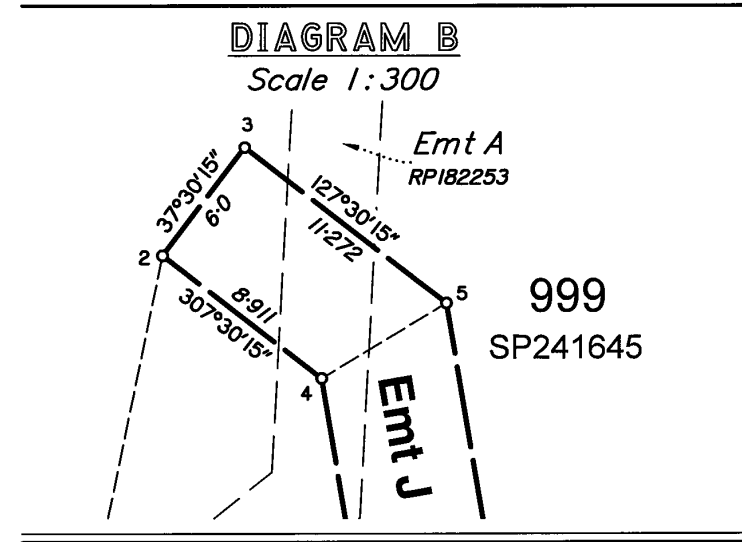 DIAGRAM B
Scale 1:300
3
Emt A
RP182253
37°30'15"
6·0
127°30'15"
11·272
2
8·911
307°30'15"
5
999
SP241645
4
Emt J